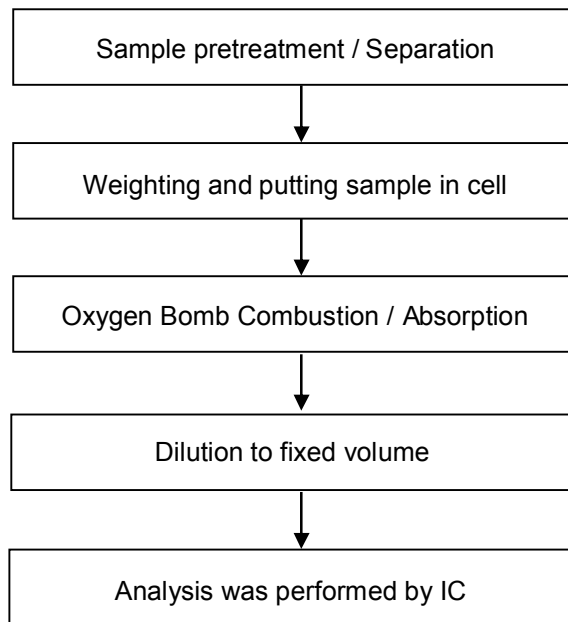 Sample pretreatment / Separation
Weighting and putting sample in cell
Oxygen Bomb Combustion / Absorption
Dilution to fixed volume
Analysis was performed by IC